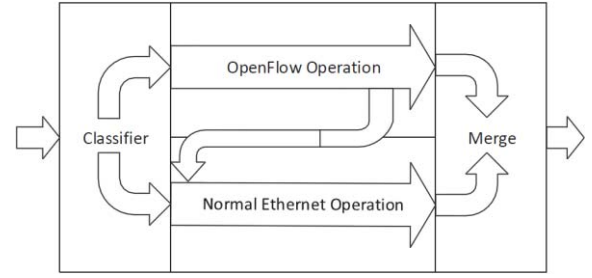 OpenFlow Operation
Classifier
Merge
Normal Ethernet Operation